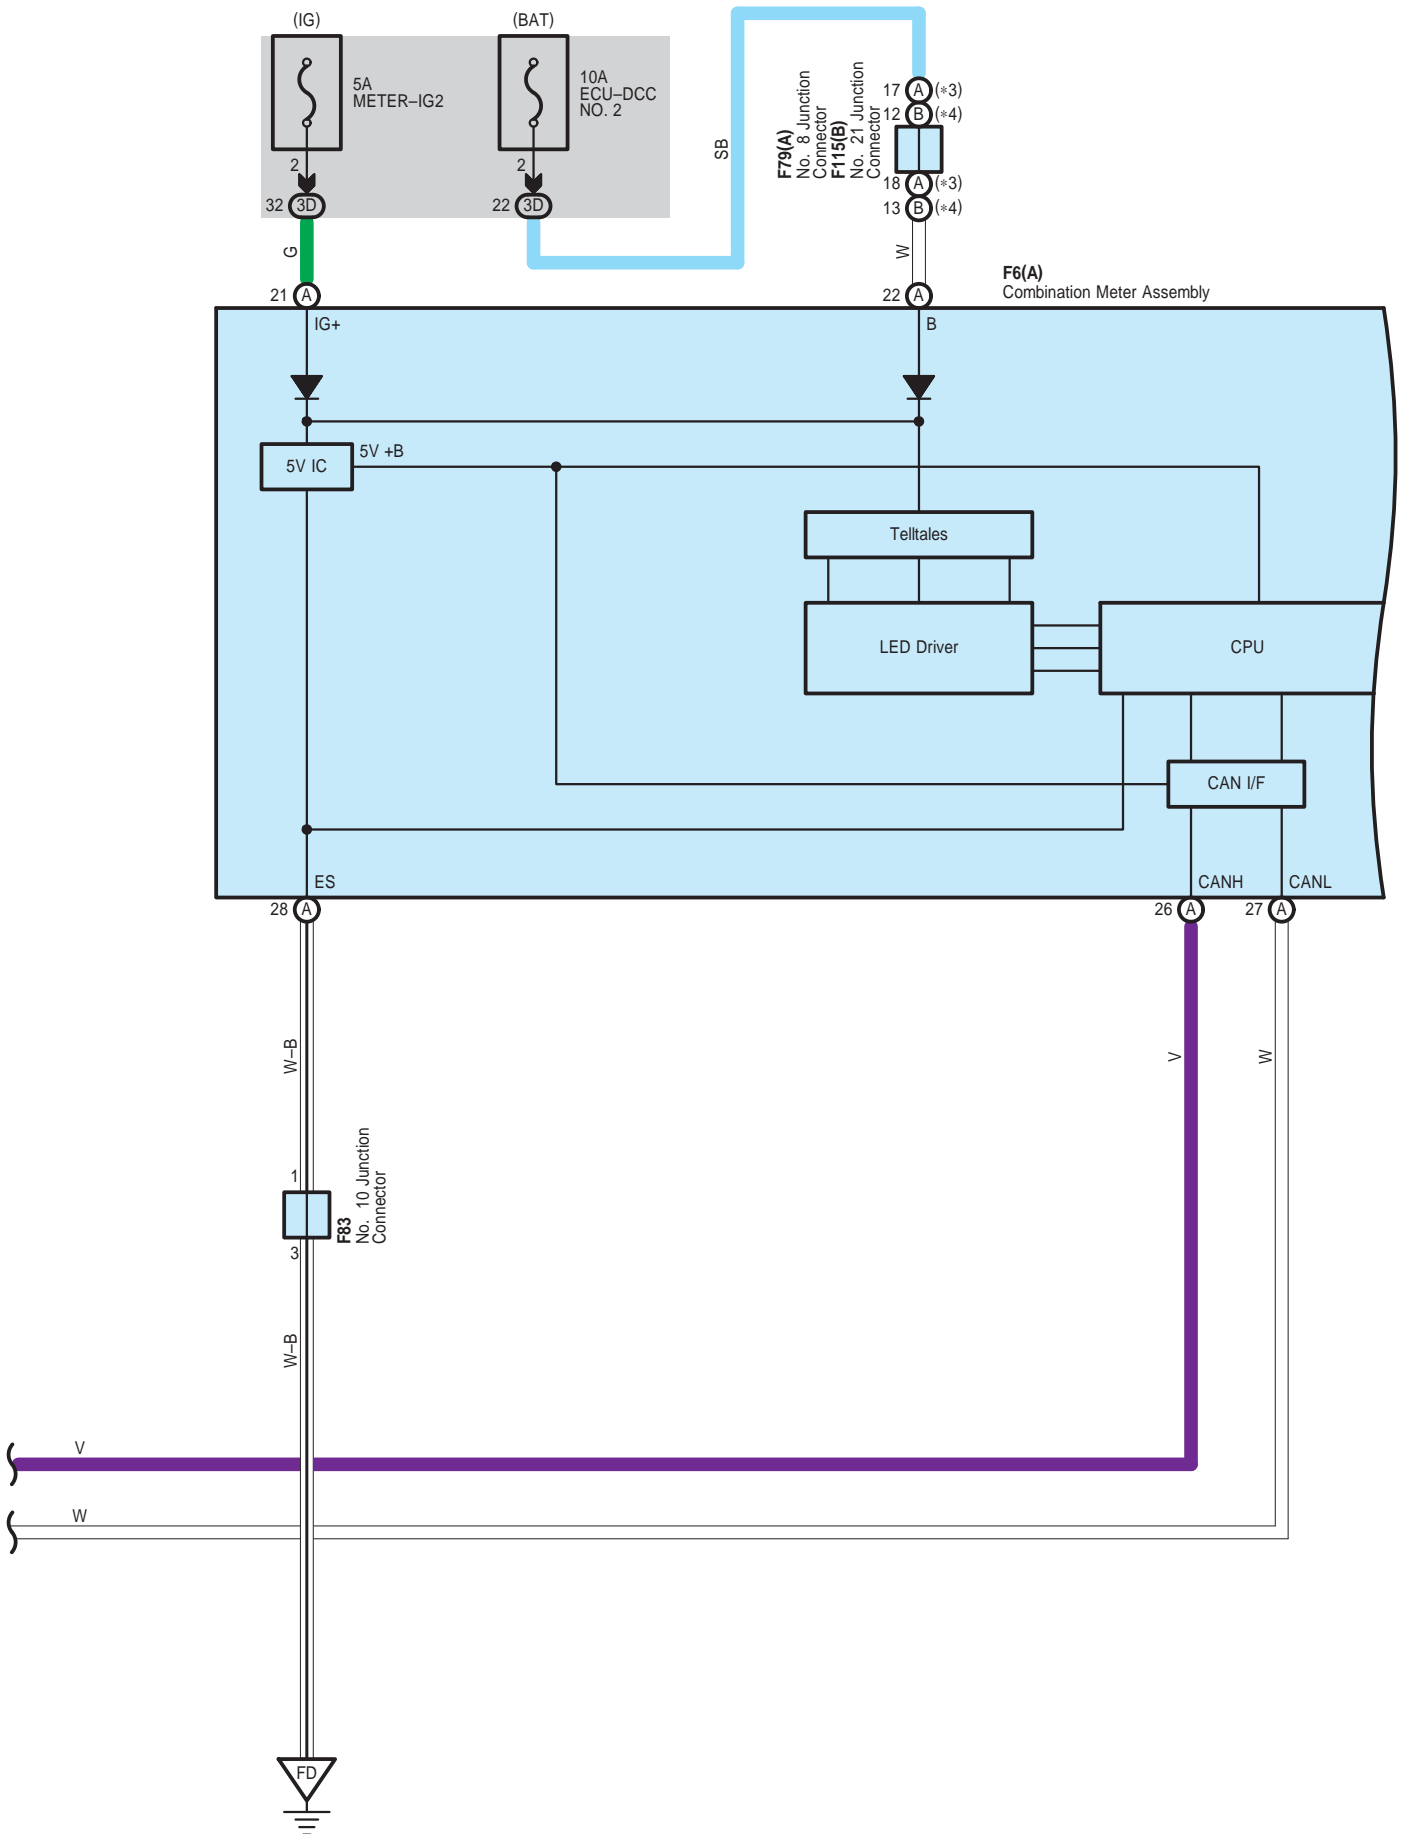 (IG)
(BAT)
5A
METER–IG2
10A
ECU–DCC
NO. 2
2
2
32 3D
22 3D
G
SB
F79(A)
No. 8 Junction
Connector
F115(B)
No. 21 Junction
Connector
17 A (*3)
12 B (*4)
18 A (*3)
13 B (*4)
W
F6(A)
Combination Meter Assembly
21 A
22 A
IG+
B
5V IC
5V +B
Telltales
LED Driver
CPU
CAN I/F
ES
CANH
CANL
28 A
26 A
27 A
W–B
V
W
1
F83
No. 10 Junction
Connector
3
W–B
V
W
FD